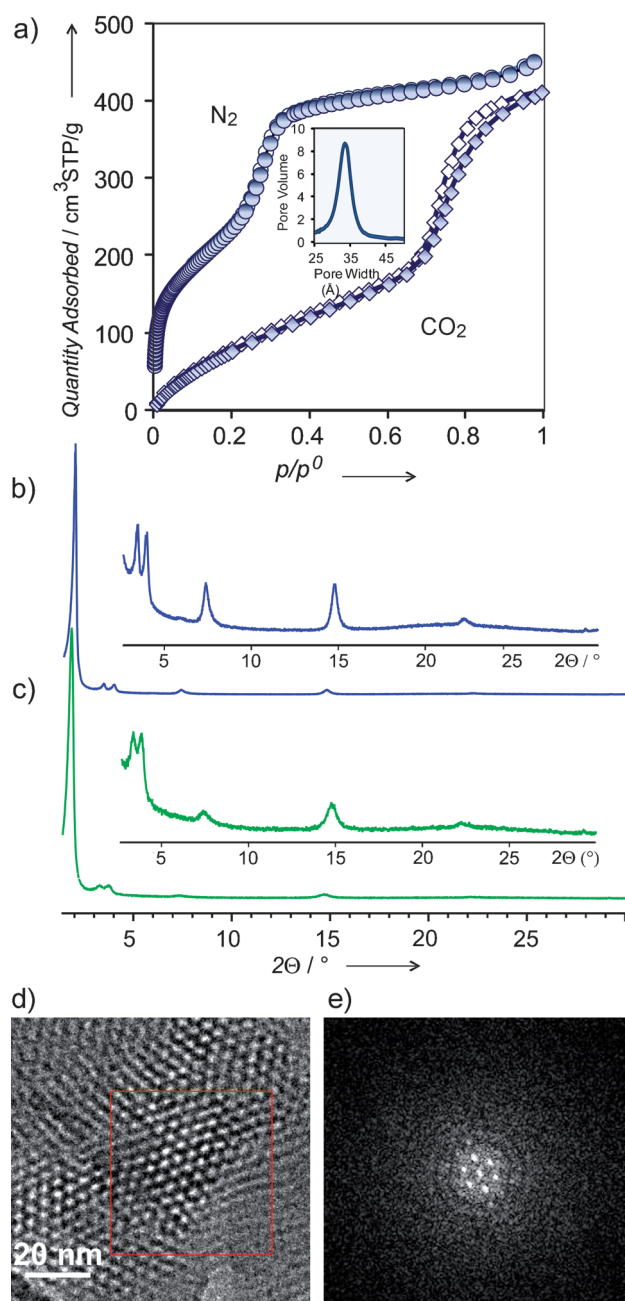 a)
500
400
300
200
100
0
Quantity Adsorbed / cm³STP/g
N₂
CO₂
10
8
6
4
2
0
Pore Volume
25 35 45
Pore Width
(Å)
0 0.2 0.4 0.6 0.8 1
p/p⁰
b)
5 10 15 20 25 2Θ / °
c)
5 10 15 20 25 2Θ (°)
5 10 15 20 25
2Θ / °
d) e)
20 nm